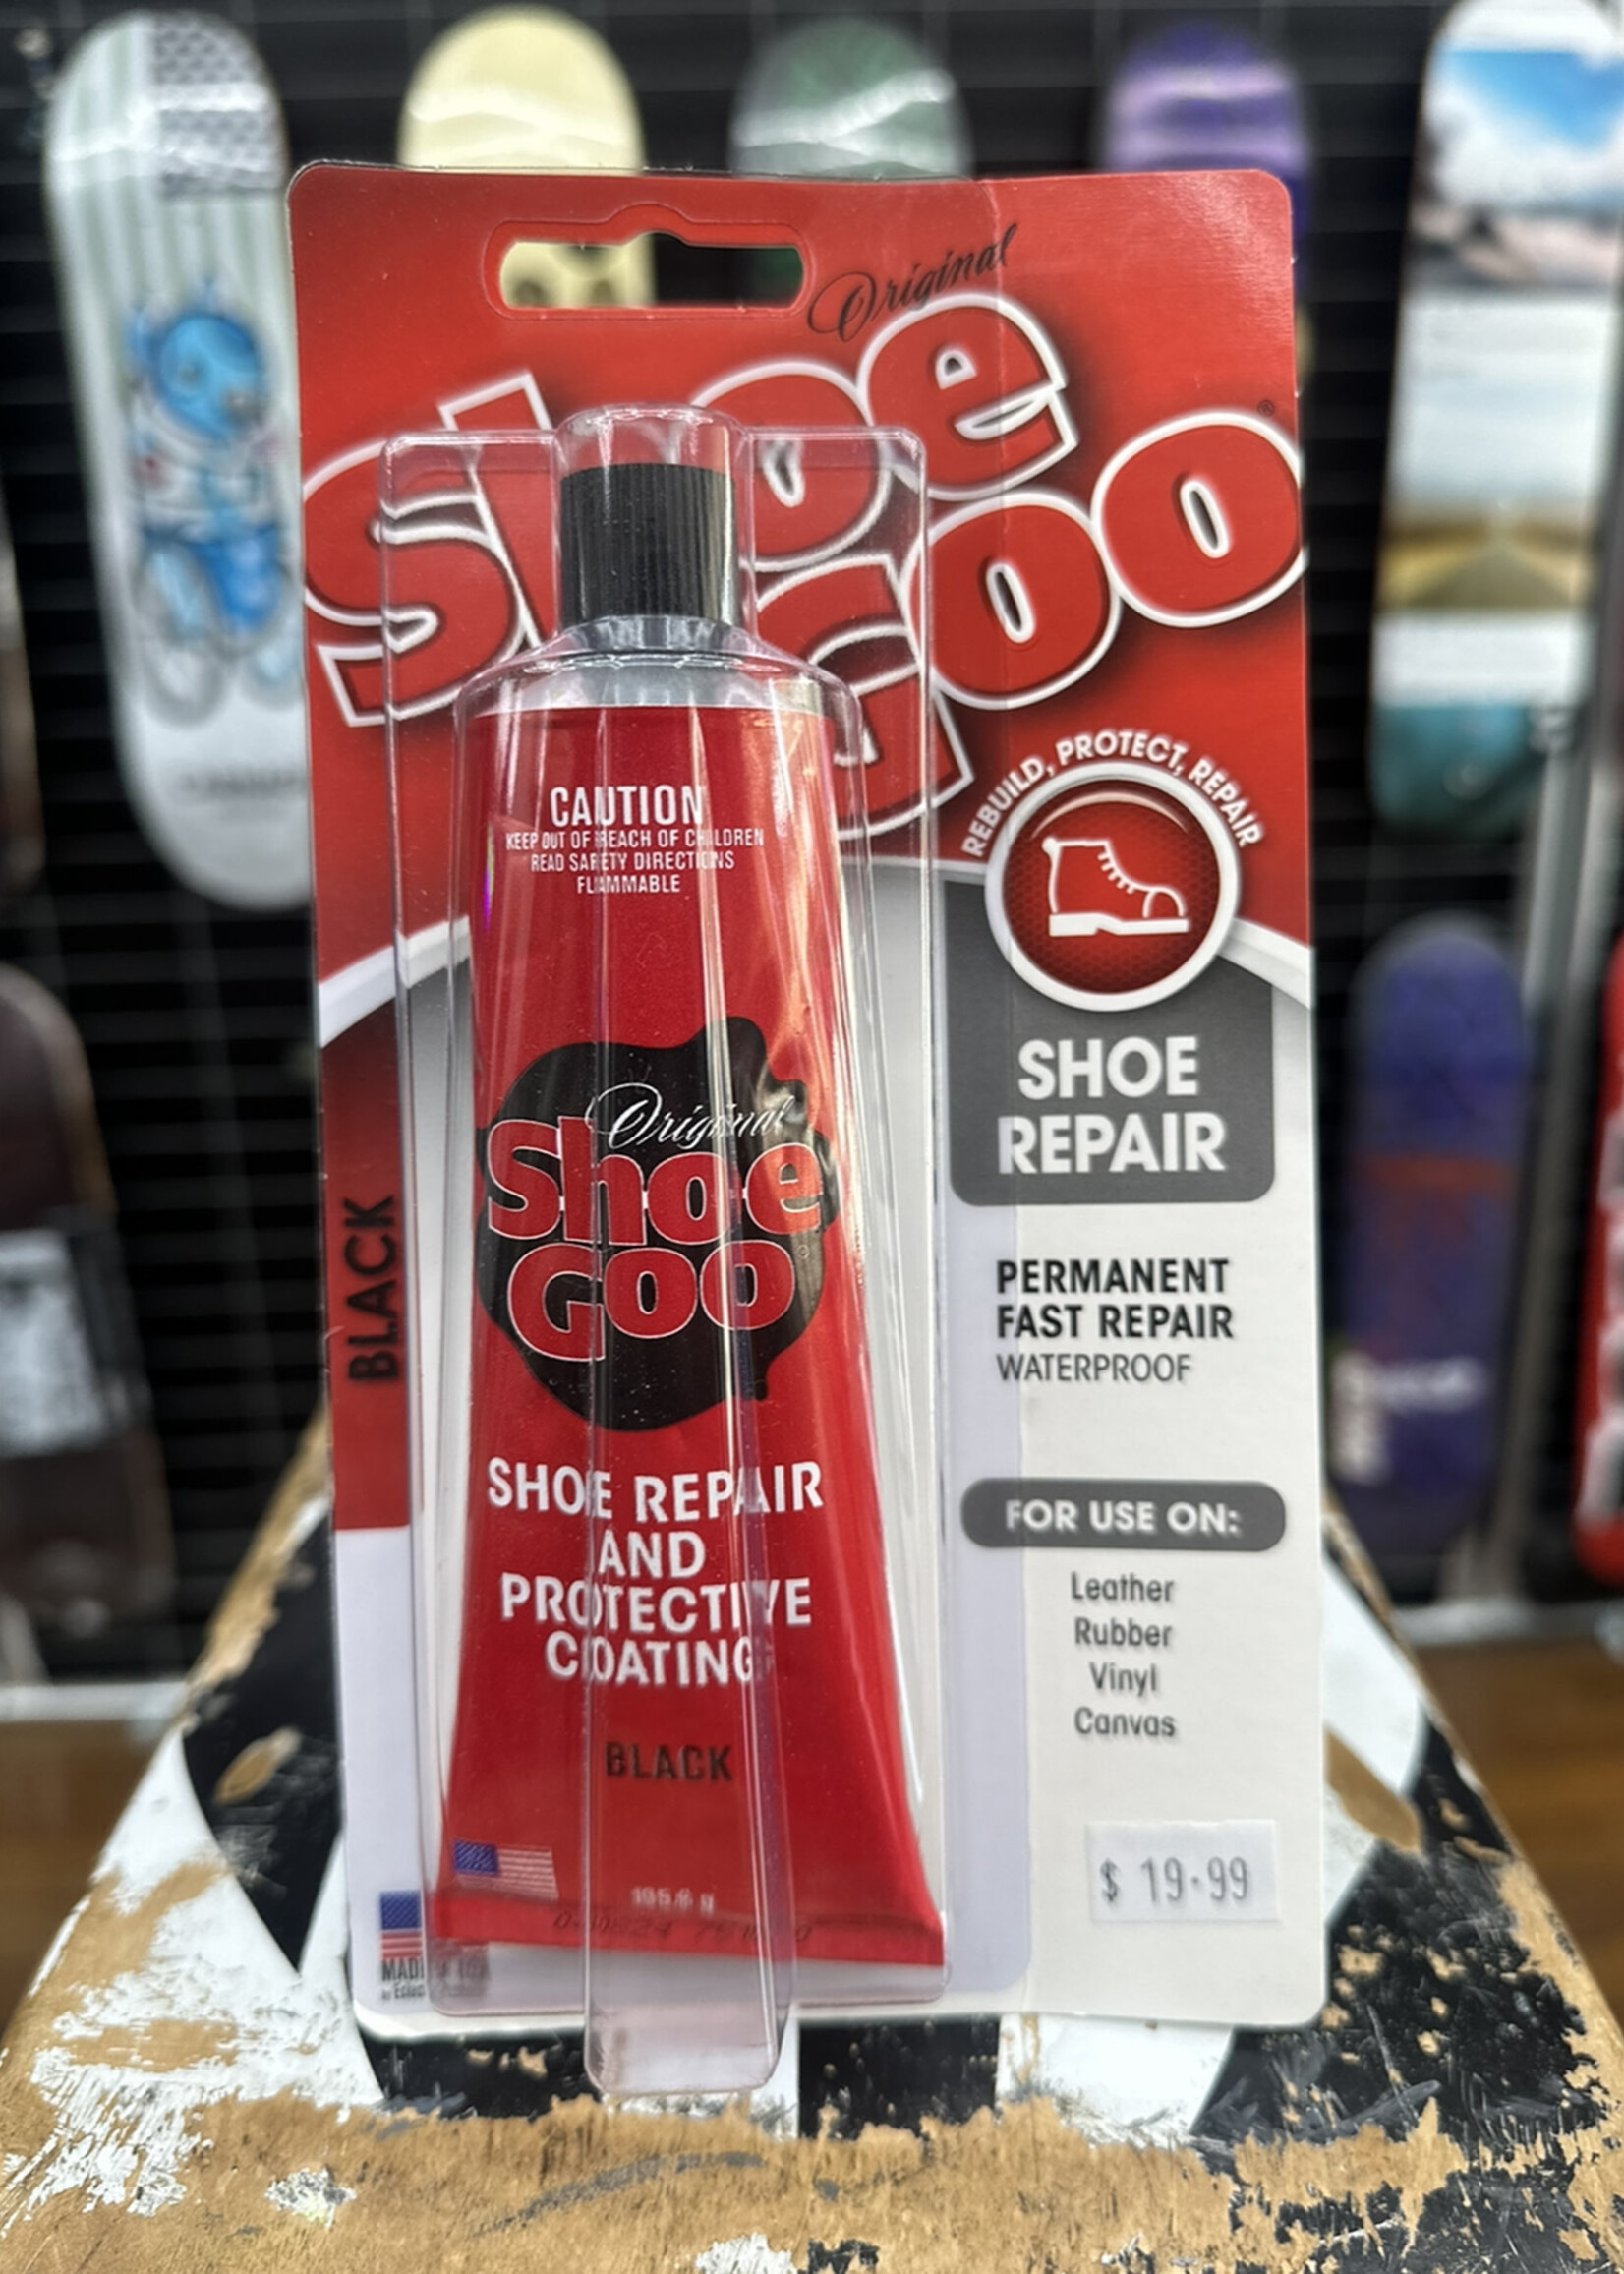 Original
Shoe
Goo
®
REBUILD, PROTECT, REPAIR
SHOE
REPAIR
PERMANENT
FAST REPAIR
WATERPROOF
FOR USE ON:
Leather
Rubber
Vinyl
Canvas
$ 19.99
BLACK
CAUTION
KEEP OUT OF REACH OF CHILDREN
READ SAFETY DIRECTIONS
FLAMMABLE
Original
Shoe
Goo
SHOE REPAIR
AND
PROTECTIVE
COATING
BLACK